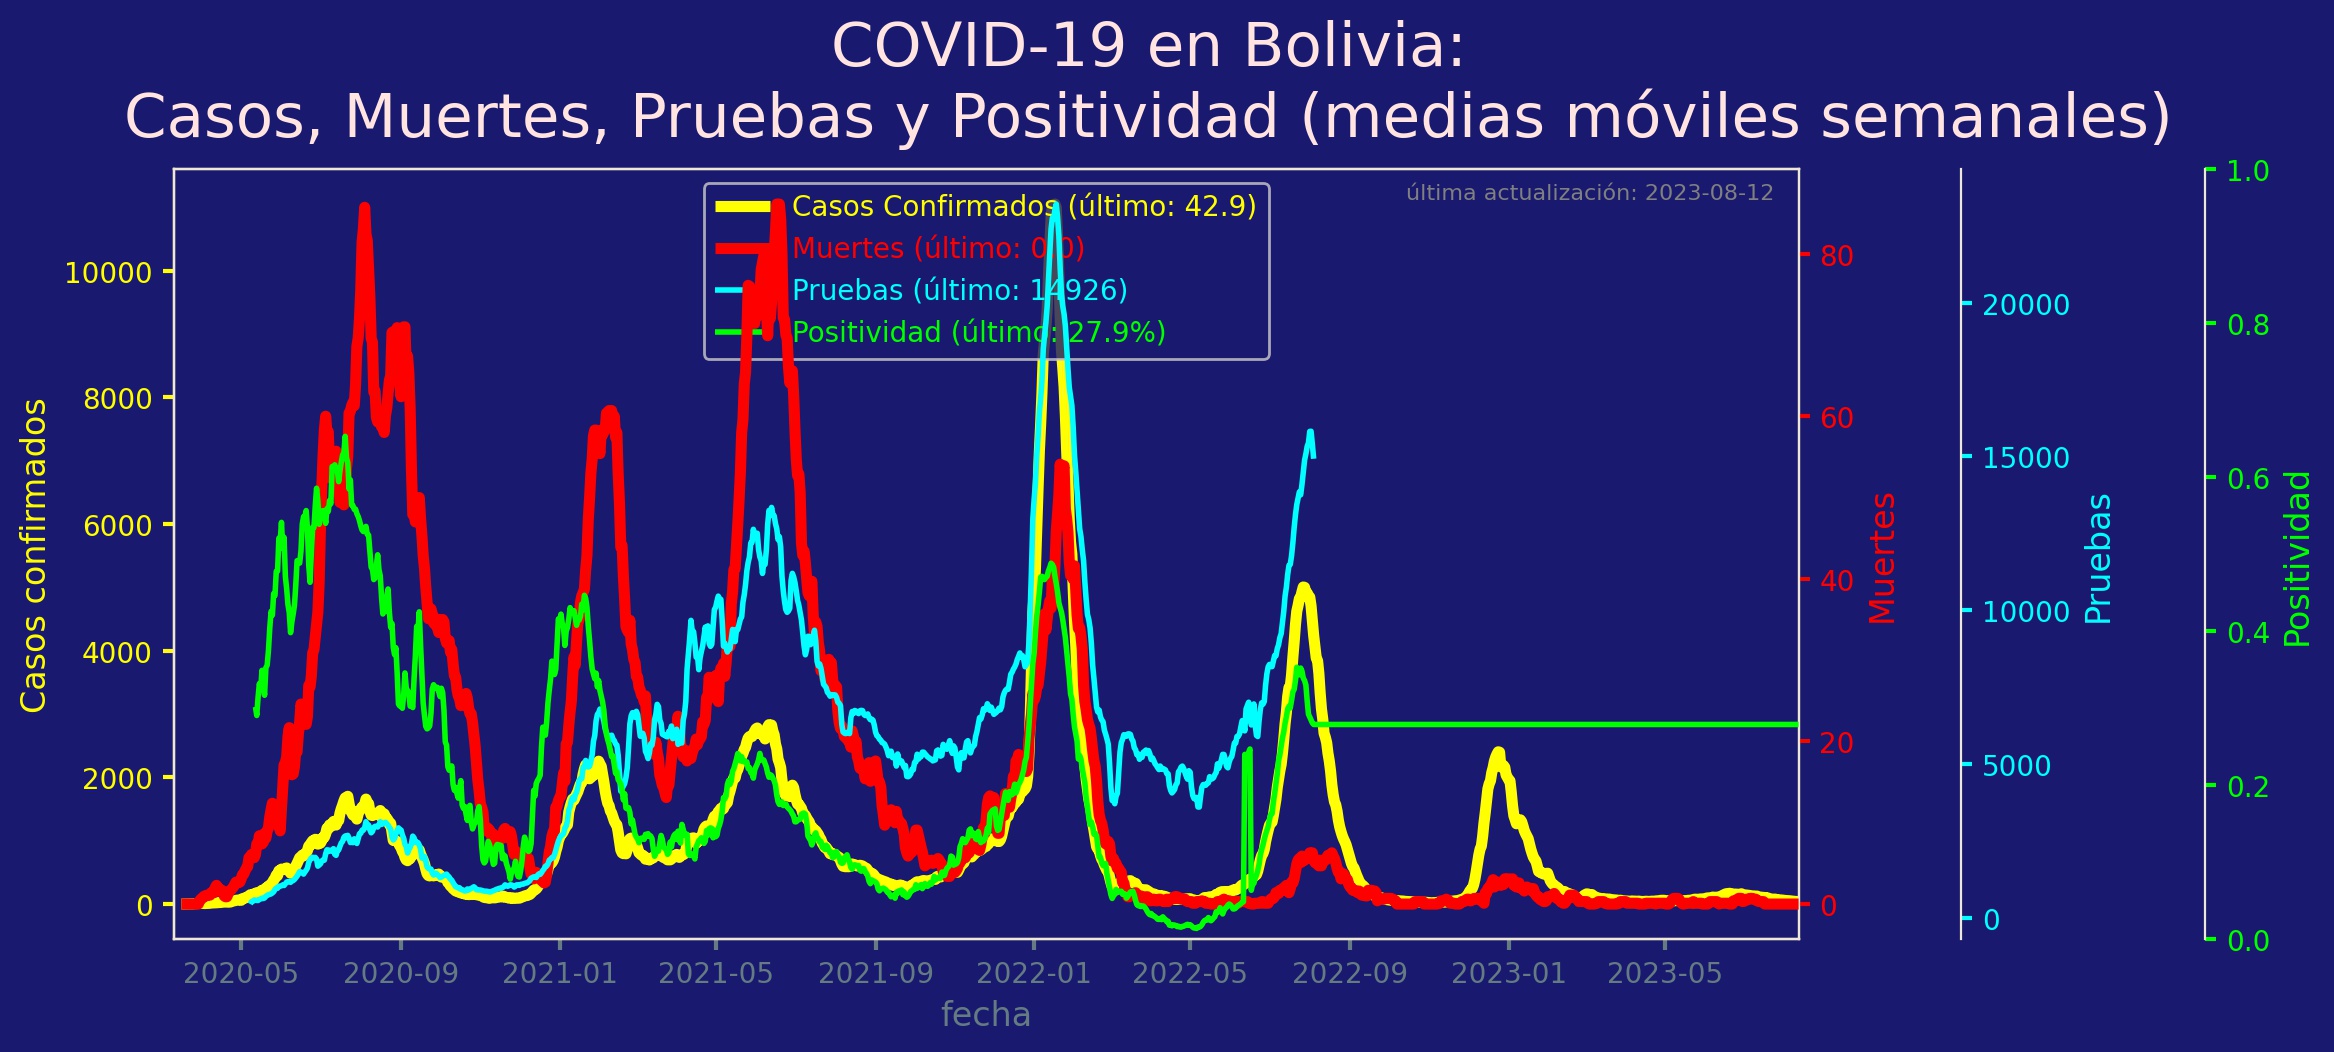 COVID-19 en Bolivia:
Casos, Muertes, Pruebas y Positividad (medias móviles semanales)
última actualización: 2023-08-12
Casos Confirmados (último: 42.9)
Muertes (último: 0.0)
Pruebas (último: 14926)
Positividad (último: 27.9%)
Casos confirmados
10000
8000
6000
4000
2000
0
80
60
40
20
0
Muertes
20000
15000
10000
5000
0
Pruebas
1.0
0.8
0.6
0.4
0.2
0.0
Positividad
2020-05 2020-09 2021-01 2021-05 2021-09 2022-01 2022-05 2022-09 2023-01 2023-05
fecha